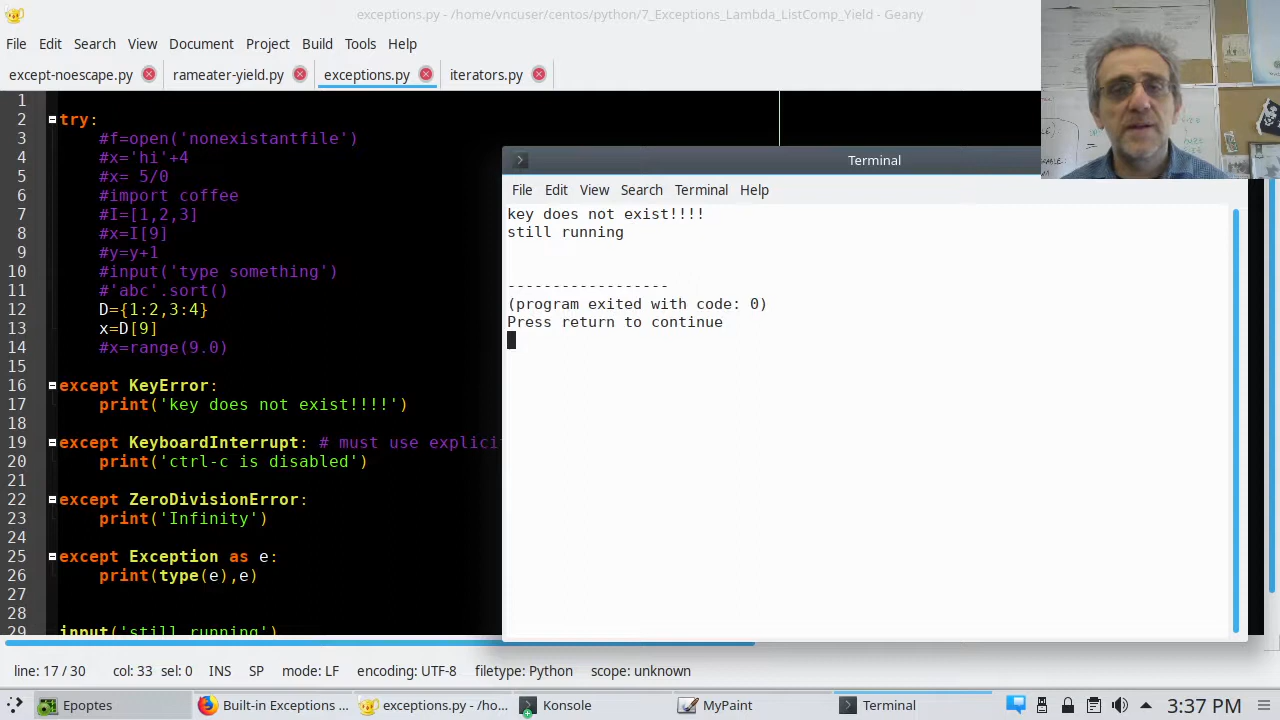 exceptions.py - /home/vncuser/centos/python/7_Exceptions_Lambda_ListComp_Yield - Geany
File Edit Search View Document Project Build Tools Help
except-noescape.py rameater-yield.py exceptions.py iterators.py
1
2 try:
3 #f=open('nonexistantfile')
4 #x='hi'+4
5 #x= 5/0
6 #import coffee
7 #I=[1,2,3]
8 #x=I[9]
9 #y=y+1
10 #input('type something')
11 #'abc'.sort()
12 D={1:2,3:4}
13 x=D[9]
14 #x=range(9.0)
15
16 except KeyError:
17 print('key does not exist!!!!')
18
19 except KeyboardInterrupt: # must use explici
20 print('ctrl-c is disabled')
21
22 except ZeroDivisionError:
23 print('Infinity')
24
25 except Exception as e:
26 print(type(e),e)
27
28
29 input('still running')
Terminal
File Edit View Search Terminal Help
key does not exist!!!!
still running
------------------
(program exited with code: 0)
Press return to continue
line: 17 / 30 col: 33 sel: 0 INS SP mode: LF encoding: UTF-8 filetype: Python scope: unknown
Epoptes Built-in Exceptions ... exceptions.py - /ho... Konsole MyPaint Terminal 3:37 PM